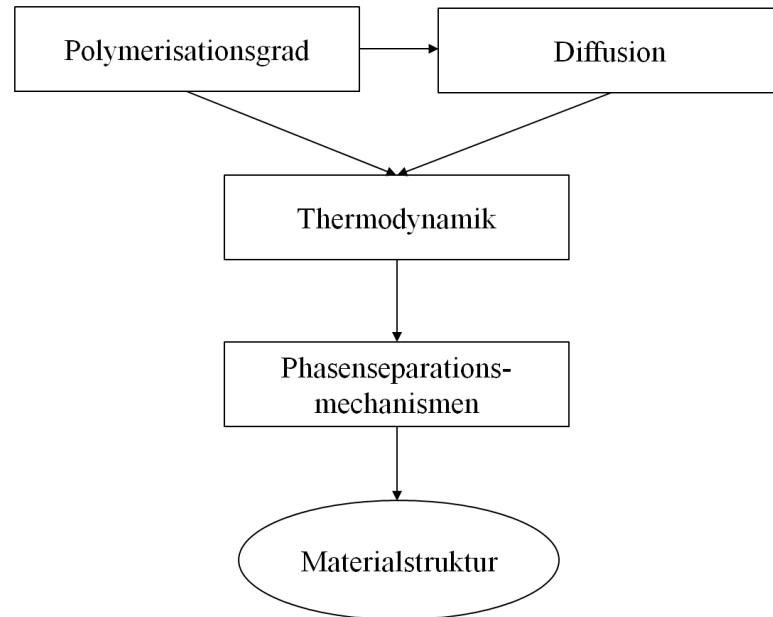 Polymerisationsgrad
Diffusion
Thermodynamik
Phasenseparations-
mechanismen
Materialstruktur